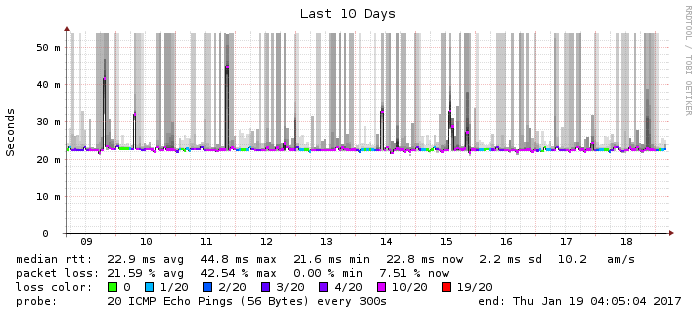 Last 10 Days
RRDTOOL / TOBI OETIKER
Seconds
50 m
40 m
30 m
20 m
10 m
0
09 10 11 12 13 14 15 16 17 18
median rtt: 22.9 ms avg 44.8 ms max 21.6 ms min 22.8 ms now 2.2 ms sd 10.2 am/s
packet loss: 21.59 % avg 42.54 % max 0.00 % min 7.51 % now
loss color: 0 1/20 2/20 3/20 4/20 10/20 19/20
probe: 20 ICMP Echo Pings (56 Bytes) every 300s end: Thu Jan 19 04:05:04 2017